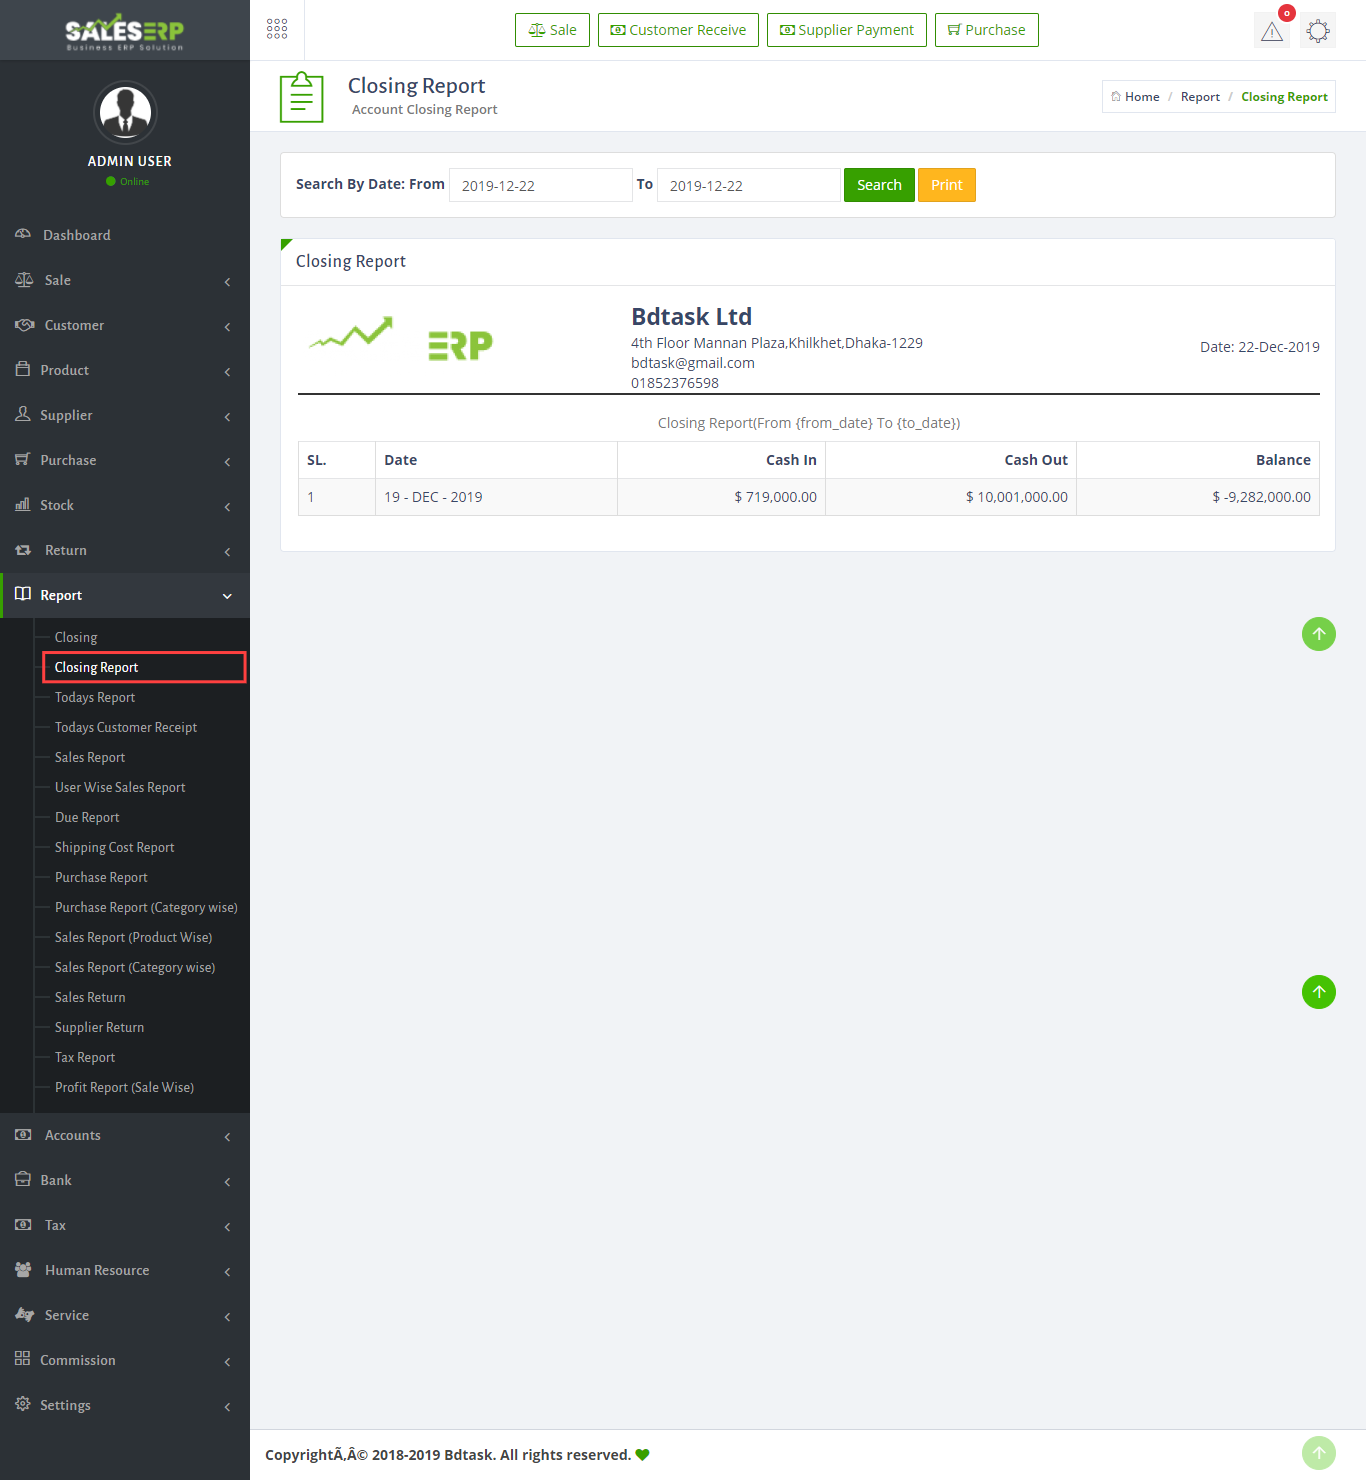 SALESERP
Business ERP Solution
ADMIN USER
Online
Dashboard
Sale
Customer
Product
Supplier
Purchase
Stock
Return
Report
Closing
Closing Report
Todays Report
Todays Customer Receipt
Sales Report
User Wise Sales Report
Due Report
Shipping Cost Report
Purchase Report
Purchase Report (Category wise)
Sales Report (Product Wise)
Sales Report (Category wise)
Sales Return
Supplier Return
Tax Report
Profit Report (Sale Wise)
Accounts
Bank
Tax
Human Resource
Service
Commission
Settings
Sale Customer Receive Supplier Payment Purchase
0
Closing Report
Account Closing Report
Home / Report / Closing Report
Search By Date: From 2019-12-22 To 2019-12-22 Search Print
Closing Report
ERP
Bdtask Ltd
4th Floor Mannan Plaza,Khilkhet,Dhaka-1229
bdtask@gmail.com
01852376598
Date: 22-Dec-2019
Closing Report(From {from_date} To {to_date})
SL. Date Cash In Cash Out Balance
1 19 - DEC - 2019 $ 719,000.00 $ 10,001,000.00 $ -9,282,000.00
CopyrightÃ‚Â© 2018-2019 Bdtask. All rights reserved.